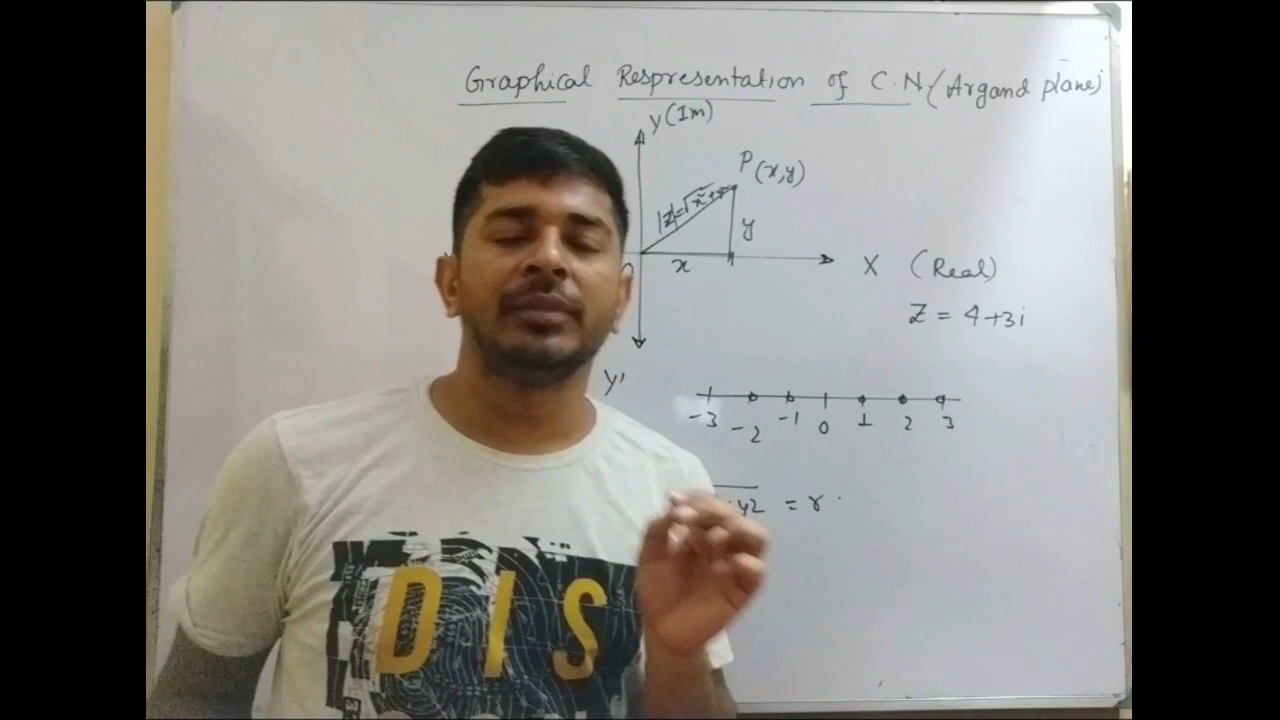 Graphical Respresentation of C.N (Argand plane)
Y (Im)
P (x,y)
|z|=√x²+y²
y
x
X (Real)
Z = 4+3i
Y'
-3 -2 -1 0 1 2 3
y2 = r
DIS